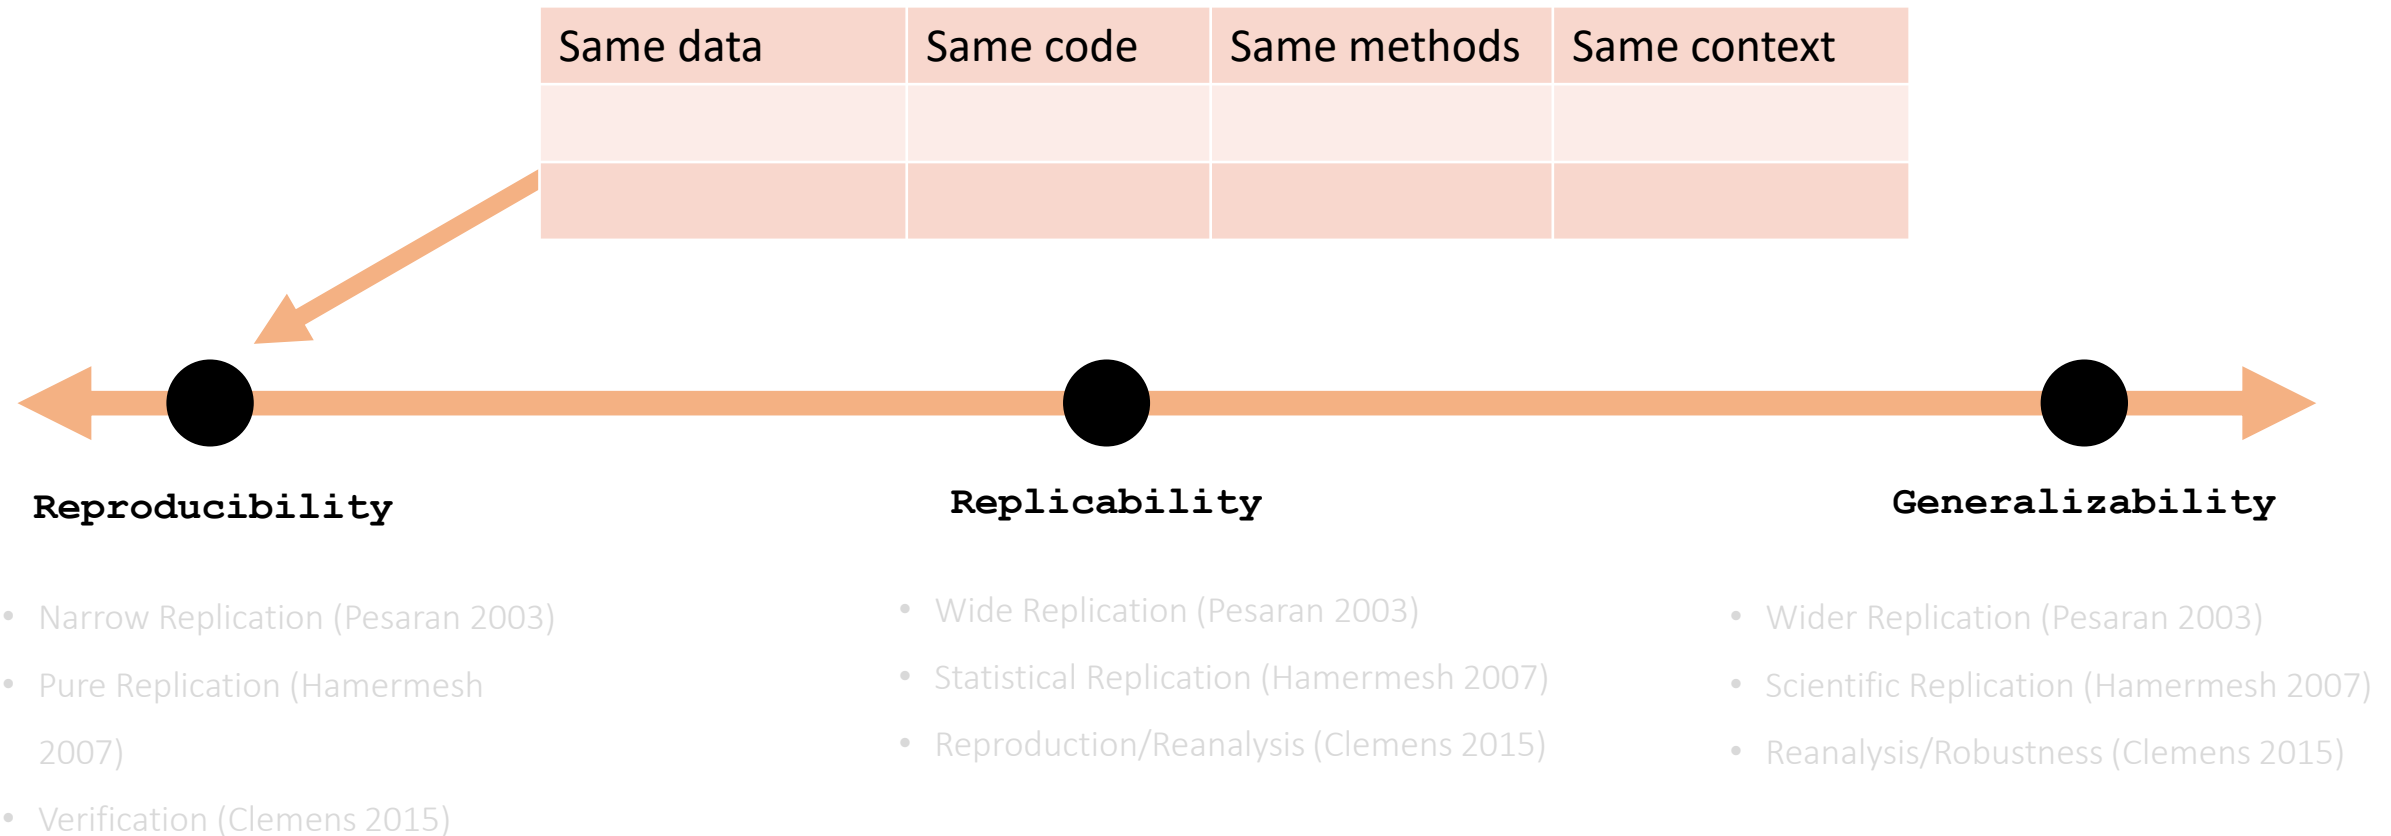 Same data Same code Same methods Same context
Reproducibility
Replicability
Generalizability
• Narrow Replication (Pesaran 2003)
• Pure Replication (Hamermesh
2007)
• Verification (Clemens 2015)
• Wide Replication (Pesaran 2003)
• Statistical Replication (Hamermesh 2007)
• Reproduction/Reanalysis (Clemens 2015)
• Wider Replication (Pesaran 2003)
• Scientific Replication (Hamermesh 2007)
• Reanalysis/Robustness (Clemens 2015)